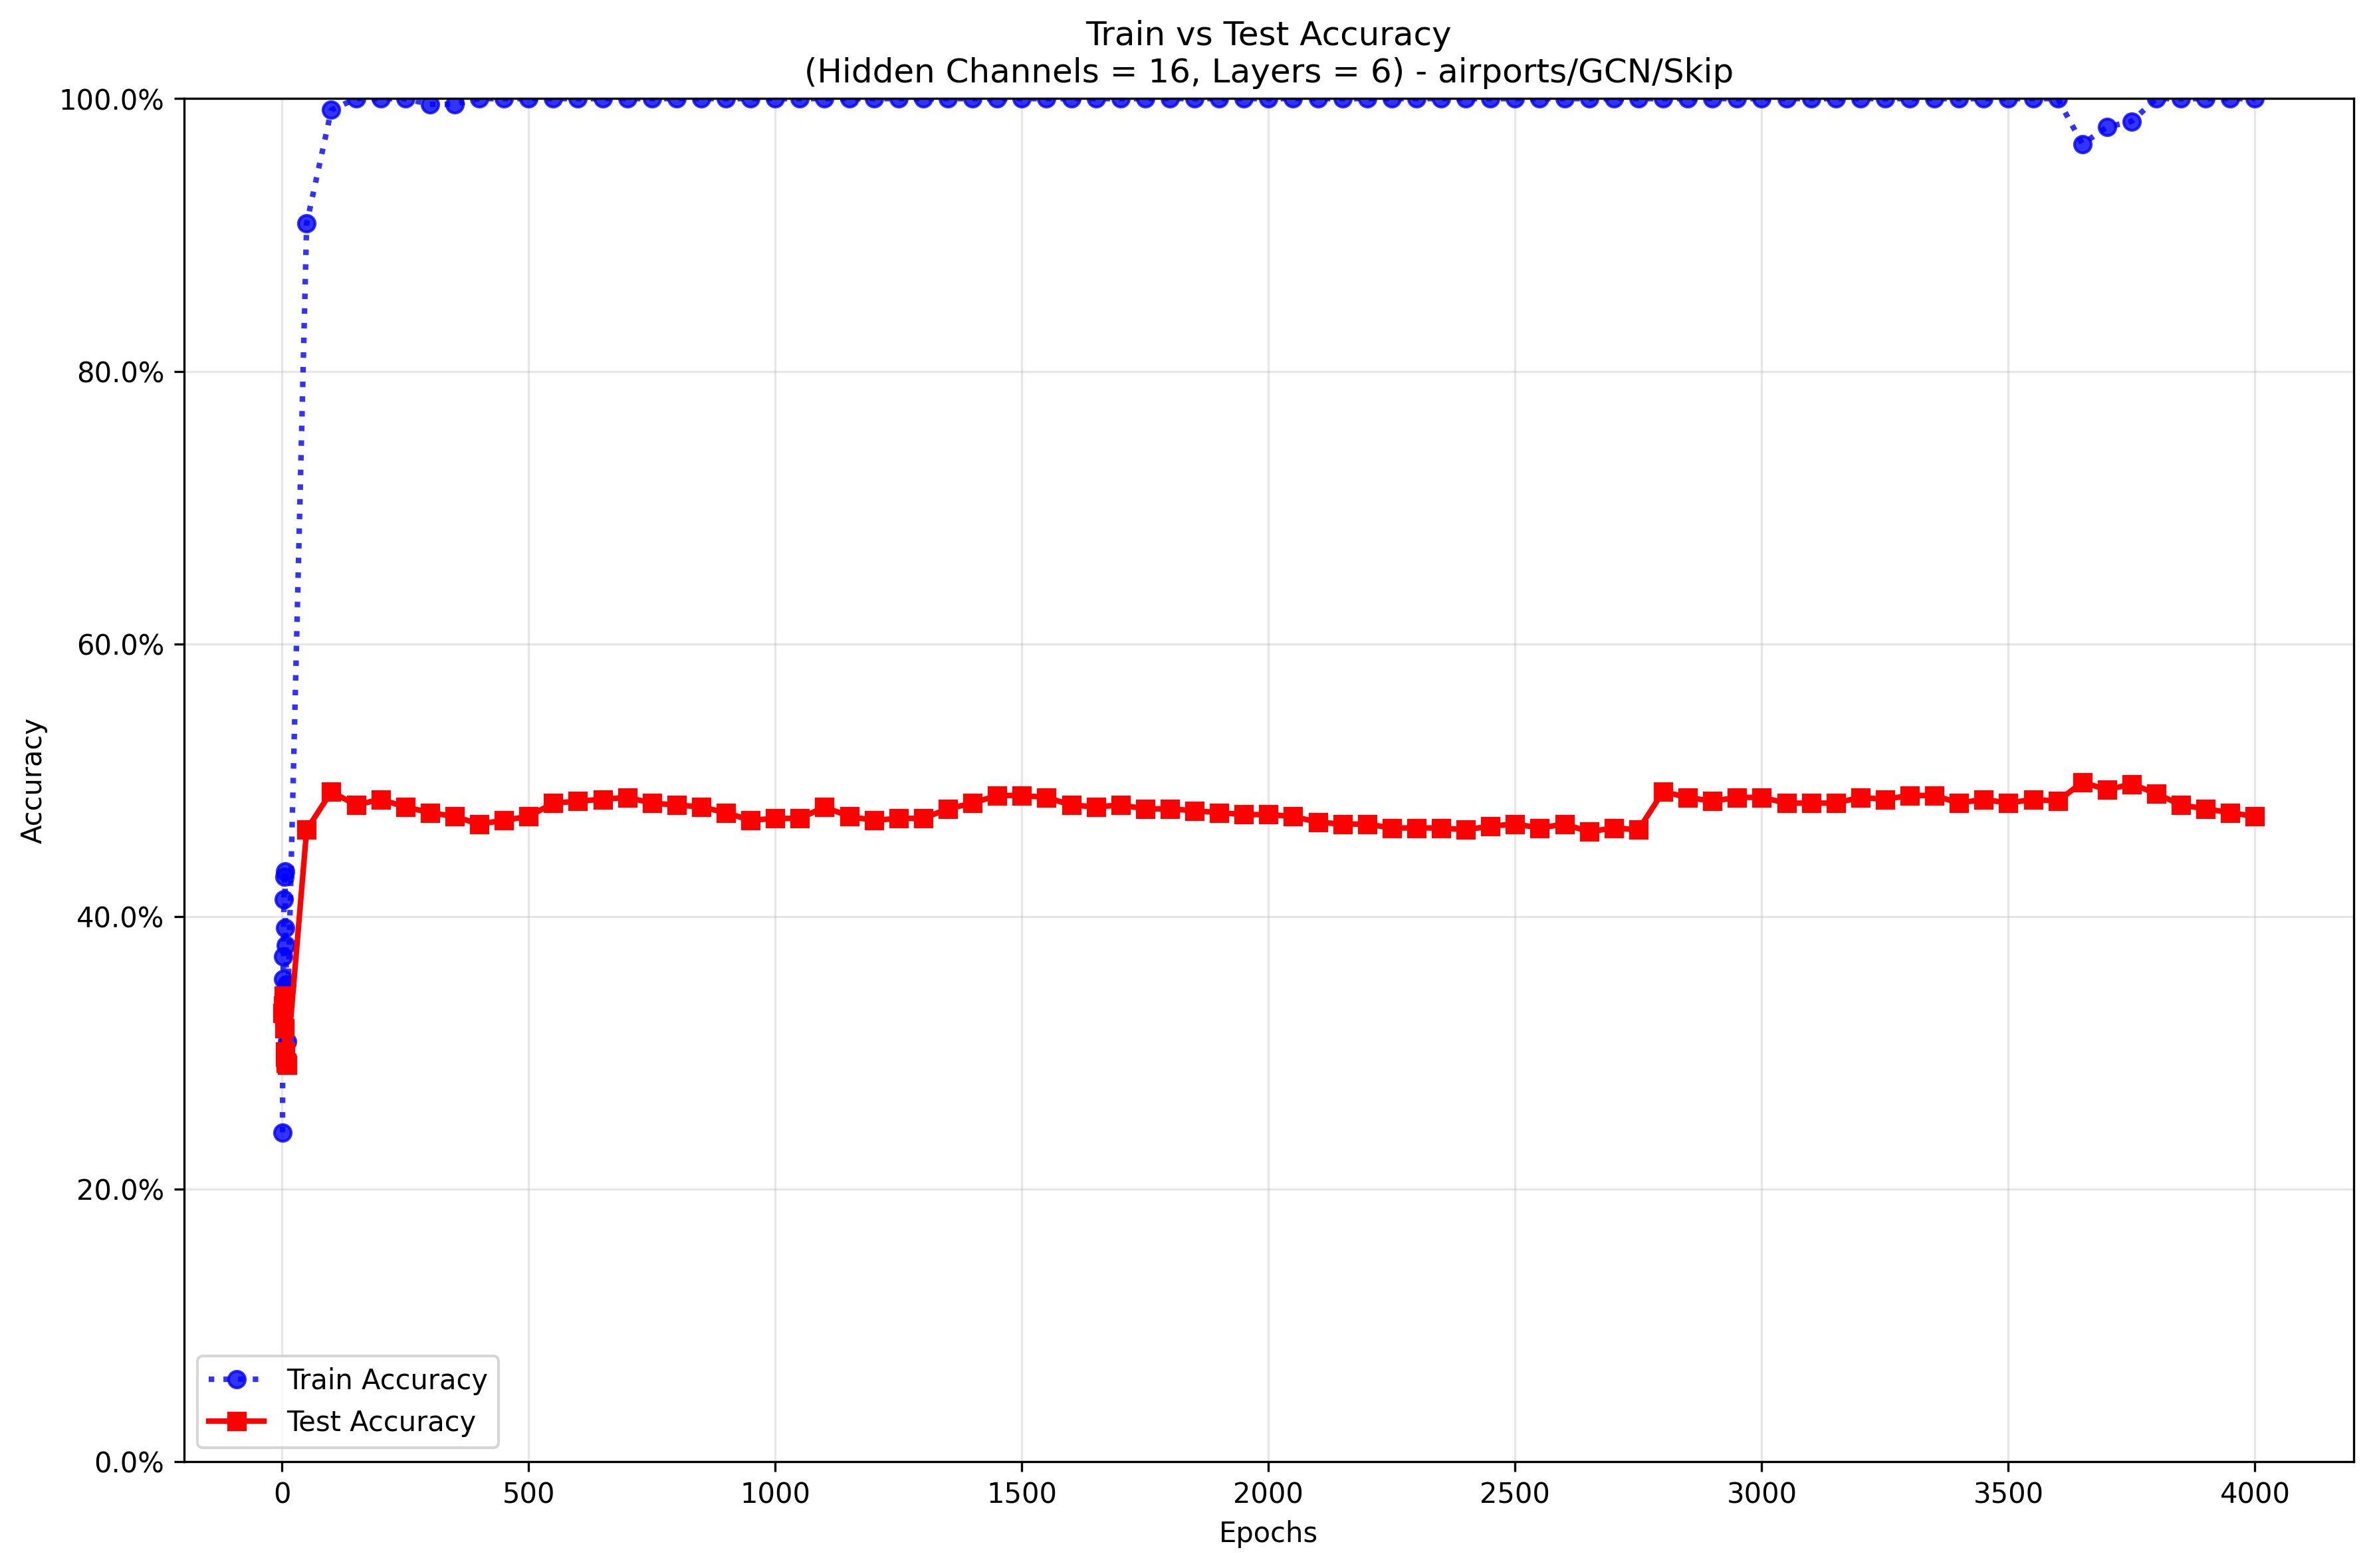 Train vs Test Accuracy
(Hidden Channels = 16, Layers = 6) - airports/GCN/Skip
100.0%
80.0%
60.0%
40.0%
20.0%
0.0%
Accuracy
Train Accuracy
Test Accuracy
0 500 1000 1500 2000 2500 3000 3500 4000
Epochs